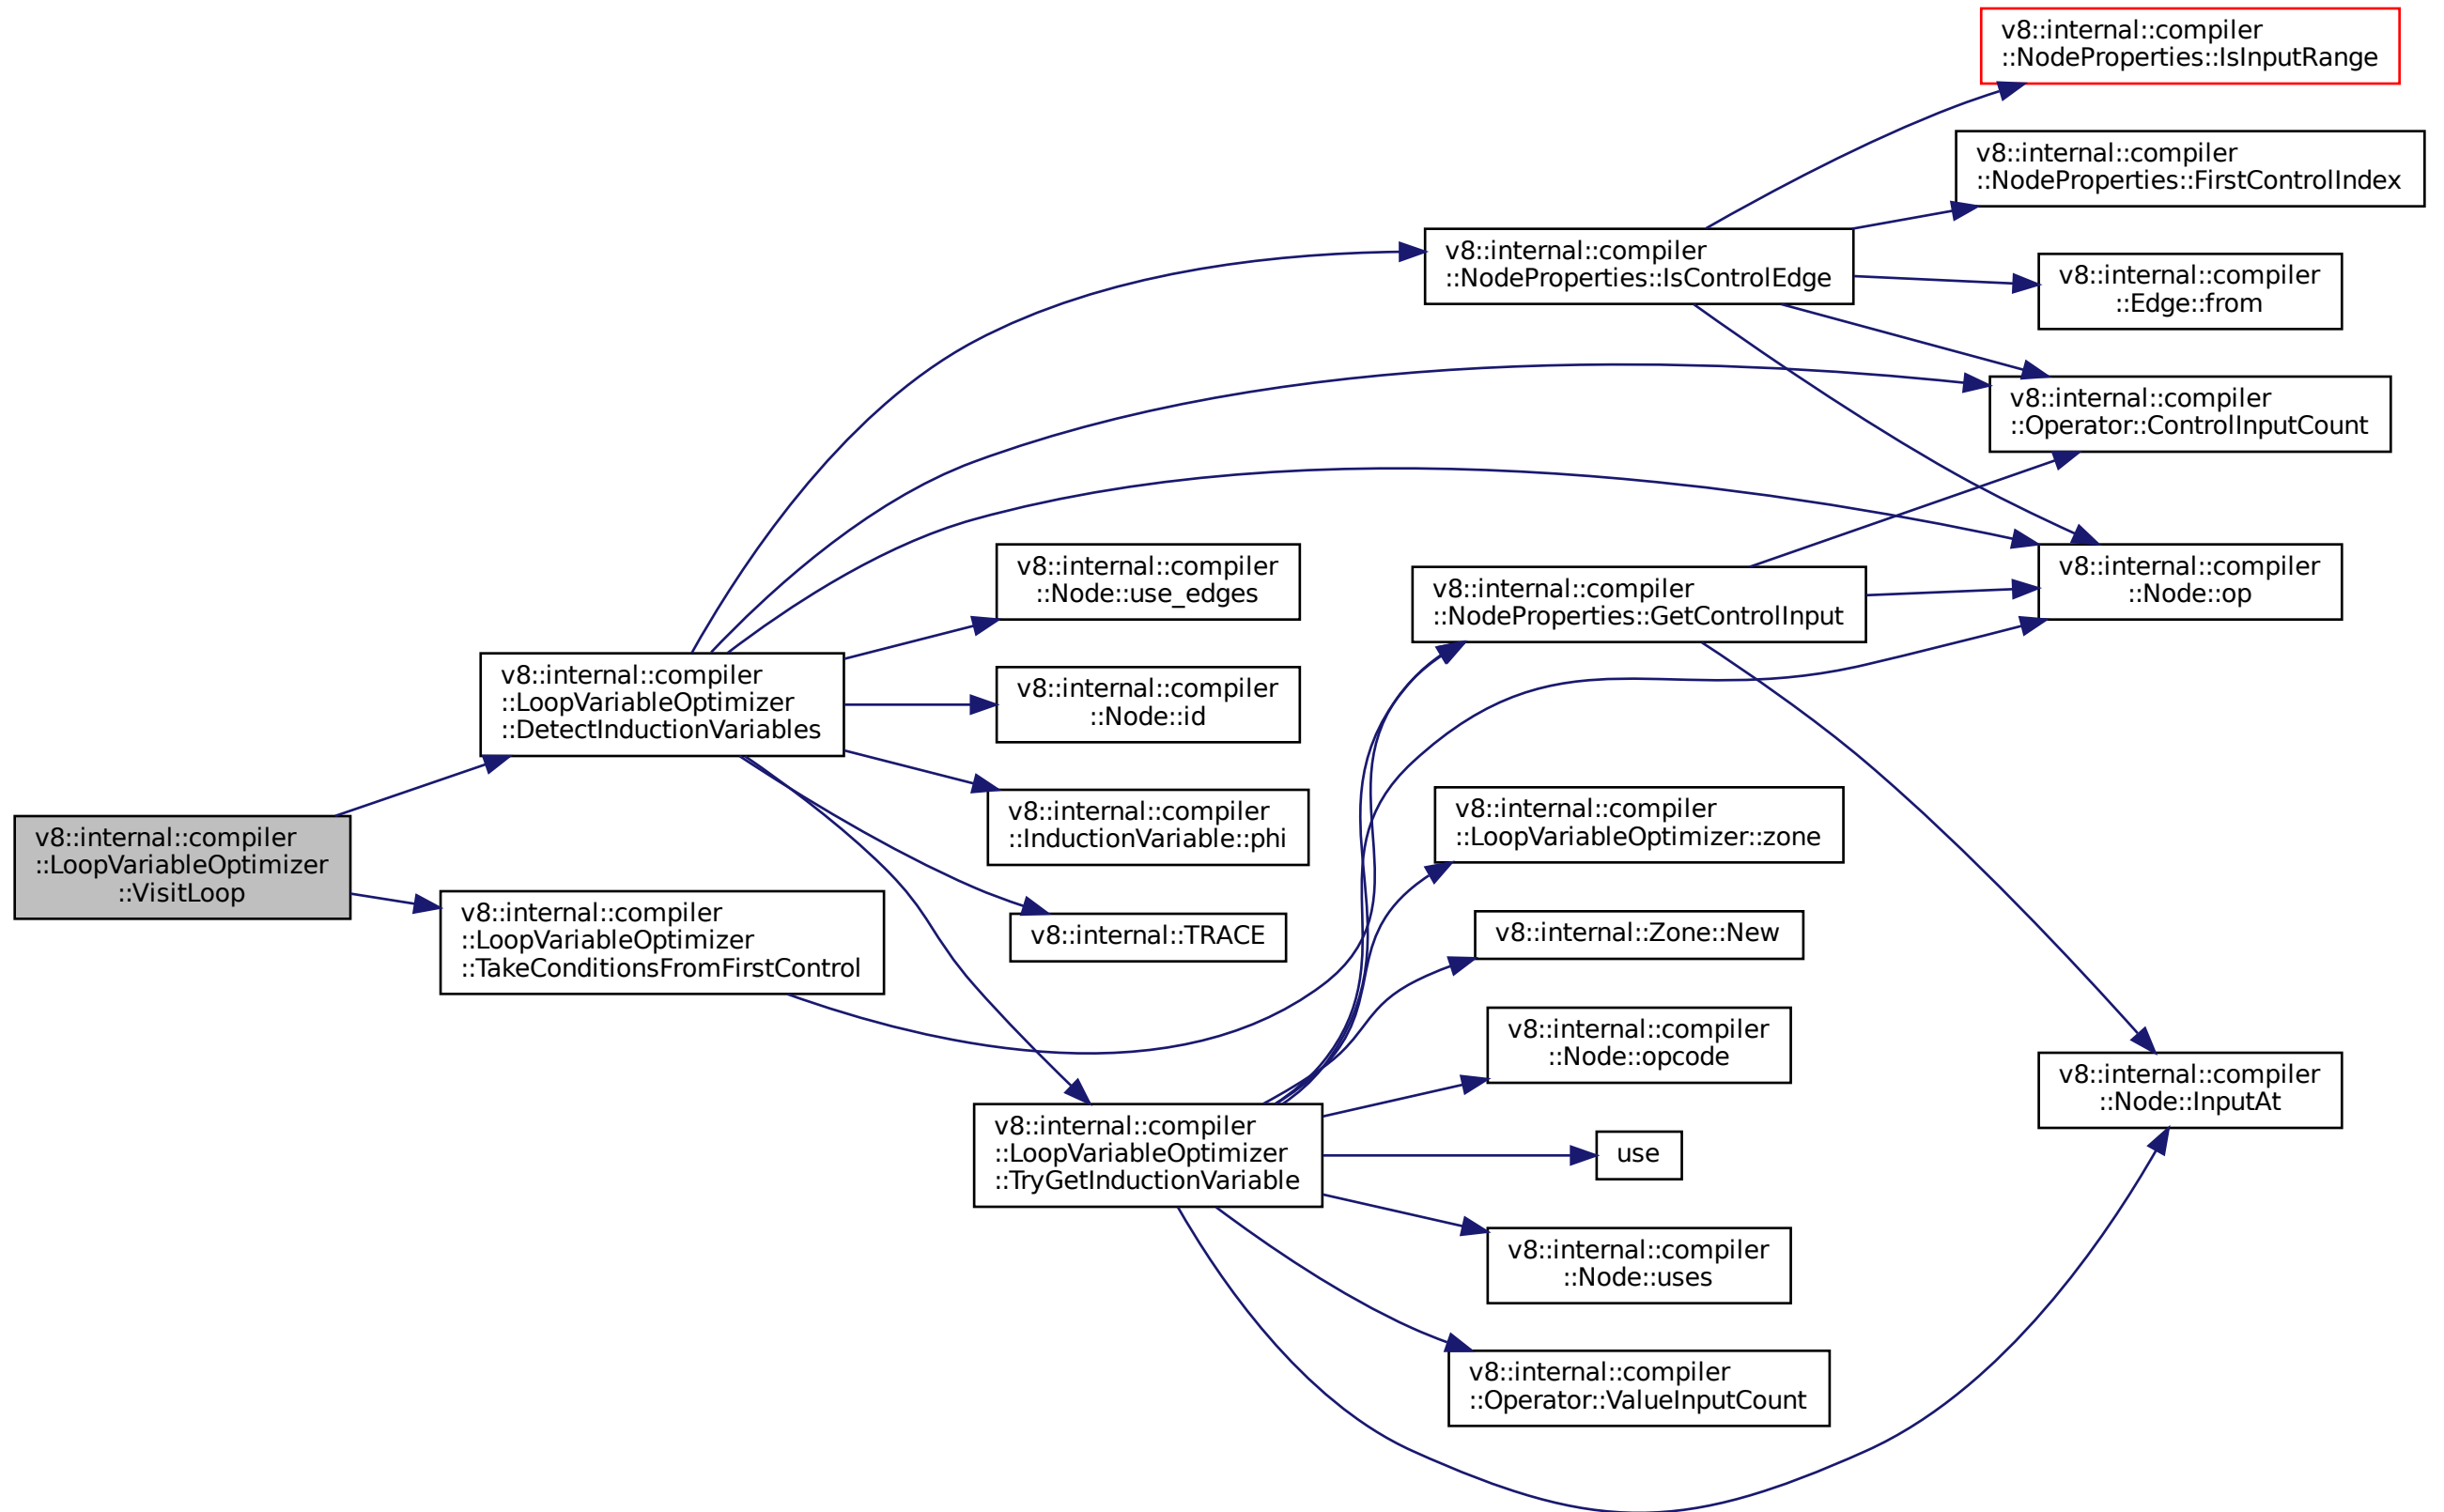 v8::internal::compiler
::LoopVariableOptimizer
::VisitLoop
v8::internal::compiler
::LoopVariableOptimizer
::DetectInductionVariables
v8::internal::compiler
::LoopVariableOptimizer
::TakeConditionsFromFirstControl
v8::internal::compiler
::Node::use_edges
v8::internal::compiler
::Node::id
v8::internal::compiler
::InductionVariable::phi
v8::internal::TRACE
v8::internal::compiler
::LoopVariableOptimizer
::TryGetInductionVariable
v8::internal::compiler
::NodeProperties::IsControlEdge
v8::internal::compiler
::NodeProperties::GetControlInput
v8::internal::compiler
::LoopVariableOptimizer::zone
v8::internal::Zone::New
v8::internal::compiler
::Node::opcode
use
v8::internal::compiler
::Node::uses
v8::internal::compiler
::Operator::ValueInputCount
v8::internal::compiler
::NodeProperties::IsInputRange
v8::internal::compiler
::NodeProperties::FirstControlIndex
v8::internal::compiler
::Edge::from
v8::internal::compiler
::Operator::ControlInputCount
v8::internal::compiler
::Node::op
v8::internal::compiler
::Node::InputAt